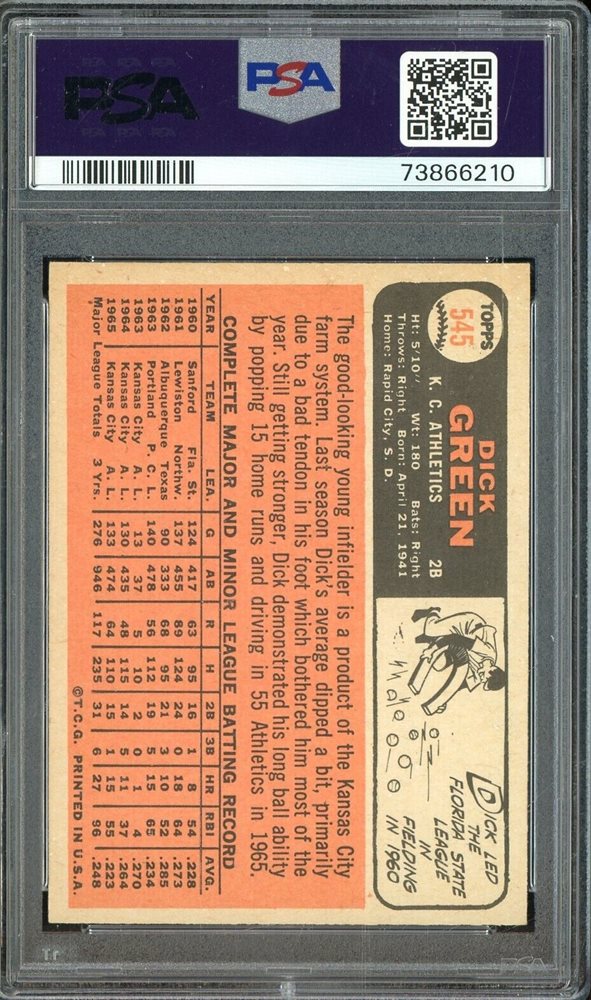 PSA
PSA
73866210
TOPPS
545
DICK
GREEN
K. C. ATHLETICS 2B
Ht: 5'10". Wt: 180 Bats: Right
Throws: Right Born: April 21, 1941
Home: Rapid City, S. D.
DICK LED
THE
FLORIDA STATE
LEAGUE
IN
FIELDING
IN 1960
The good-looking young infielder is a product of the Kansas City
farm system. Last season Dick's average dipped a bit, primarily
due to a bad tendon in his foot which bothered him most of the
year. Still getting stronger, Dick demonstrated his long ball ability
by popping 15 home runs and driving in 55 Athletics in 1965.
COMPLETE MAJOR AND MINOR LEAGUE BATTING RECORD
YEAR TEAM LEA. G AB R H 2B 3B HR RBI AVG.
1960 Sanford Fla. St. 124 417 63 95 16 1 8 54 .228
1961 Lewiston Northw. 137 455 89 124 24 0 18 64 .273
1962 Albuquerque Texas 90 333 68 95 21 3 10 52 .285
1963 Portland P. C. L. 140 478 56 112 19 5 15 65 .234
1963 Kansas City A. L. 13 37 5 10 2 0 1 4 .270
1964 Kansas City A. L. 130 435 48 115 14 5 11 37 .264
1965 Kansas City A. L. 133 474 64 110 15 1 15 55 .223
Major League Totals 3 Yrs. 276 946 117 235 31 6 27 96 .248
©T.C.G. PRINTED IN U.S.A.